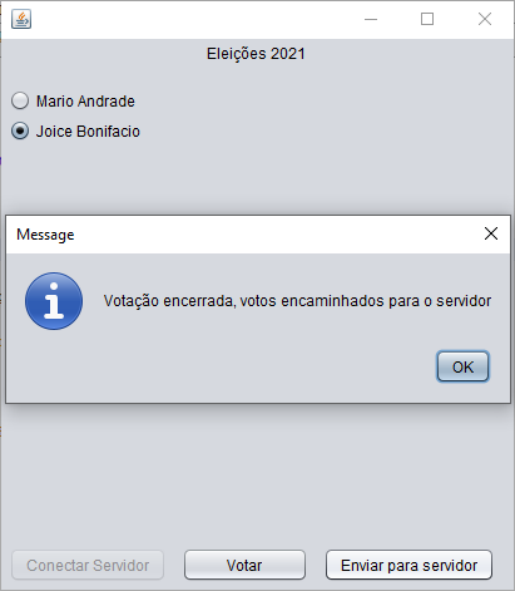 Eleições 2021
Mario Andrade
Joice Bonifacio
Message
Votação encerrada, votos encaminhados para o servidor
OK
Conectar Servidor
Votar
Enviar para servidor